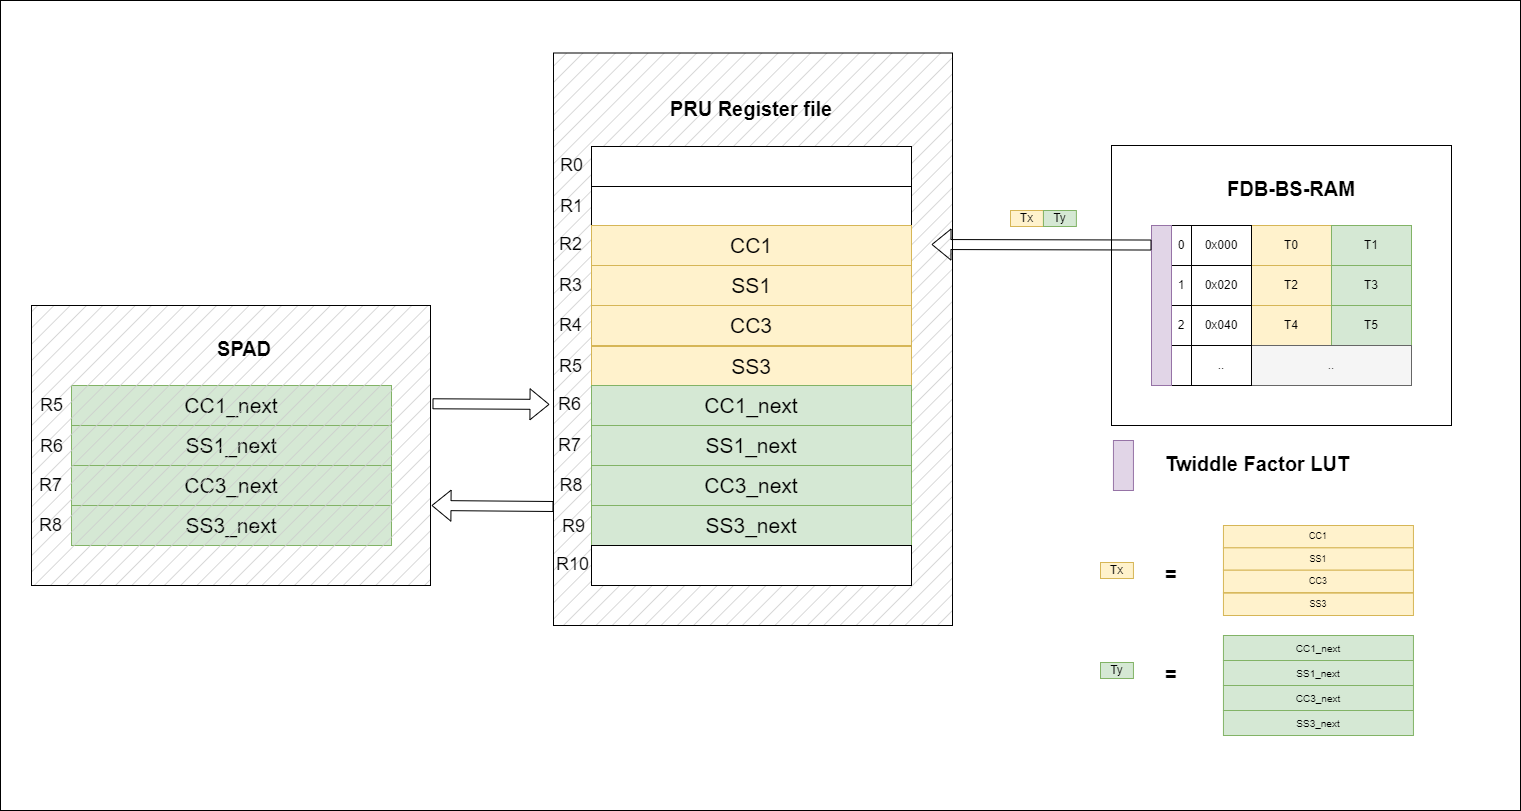 PRU Register file
R0
R1
R2 CC1
R3 SS1
R4 CC3
R5 SS3
R6 CC1_next
R7 SS1_next
R8 CC3_next
R9 SS3_next
R10
SPAD
R5 CC1_next
R6 SS1_next
R7 CC3_next
R8 SS3_next
Tx Ty
FDB-BS-RAM
0 0x000 T0 T1
1 0x020 T2 T3
2 0x040 T4 T5
.. ..
Twiddle Factor LUT
Tx =
CC1
SS1
CC3
SS3
Ty =
CC1_next
SS1_next
CC3_next
SS3_next